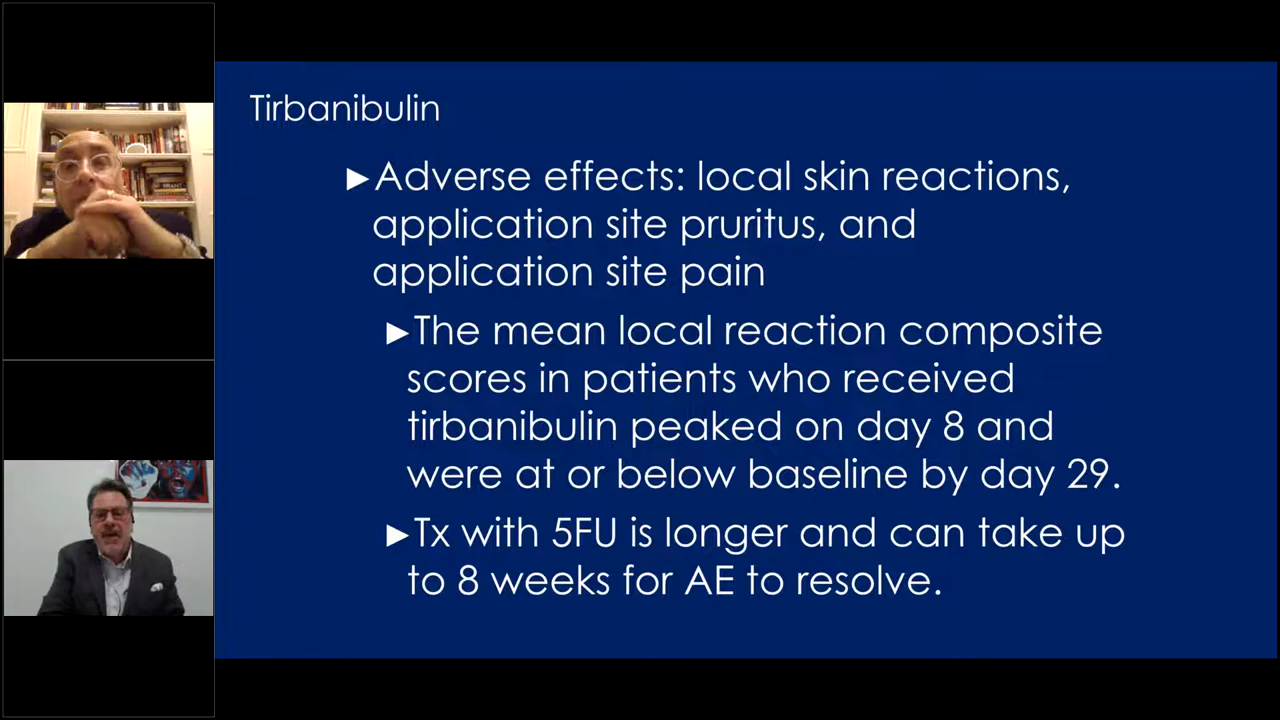 Tirbanibulin
►Adverse effects: local skin reactions,
application site pruritus, and
application site pain
►The mean local reaction composite
scores in patients who received
tirbanibulin peaked on day 8 and
were at or below baseline by day 29.
►Tx with 5FU is longer and can take up
to 8 weeks for AE to resolve.